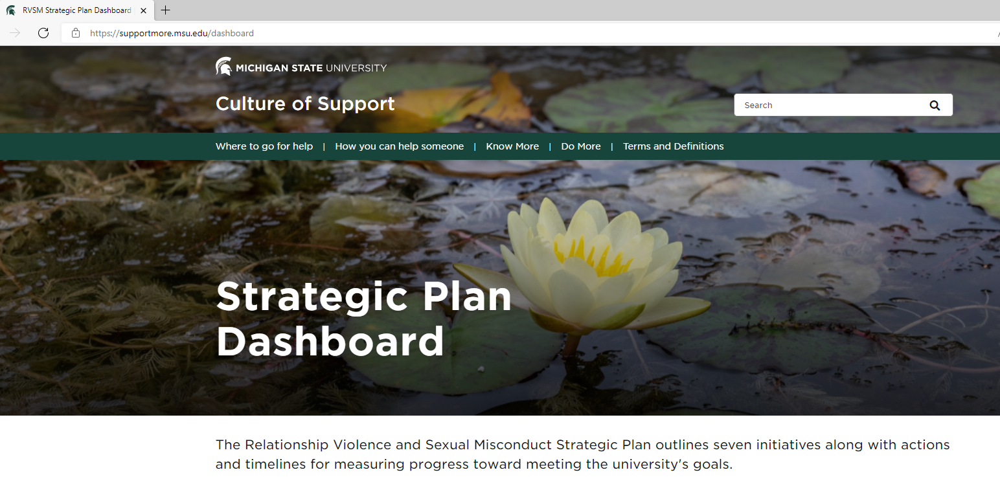 RVSM Strategic Plan Dashboard
https://supportmore.msu.edu/dashboard
MICHIGAN STATE UNIVERSITY
Culture of Support
Search
Where to go for help | How you can help someone | Know More | Do More | Terms and Definitions
Strategic Plan
Dashboard
The Relationship Violence and Sexual Misconduct Strategic Plan outlines seven initiatives along with actions
and timelines for measuring progress toward meeting the university's goals.